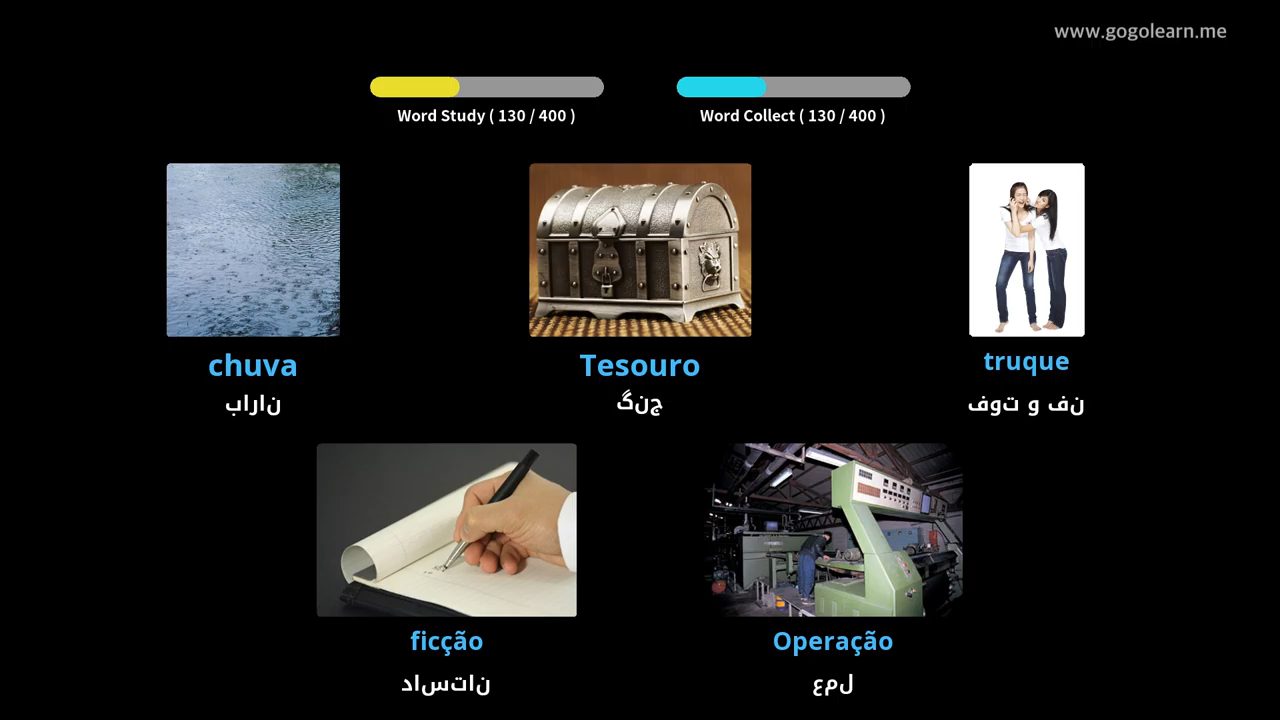 www.gogolearn.me
Word Study ( 130 / 400 )
Word Collect ( 130 / 400 )
chuva
ناراب
Tesouro
جنگ
truque
نف و توف
ficção
ناتساد
Operação
لمع